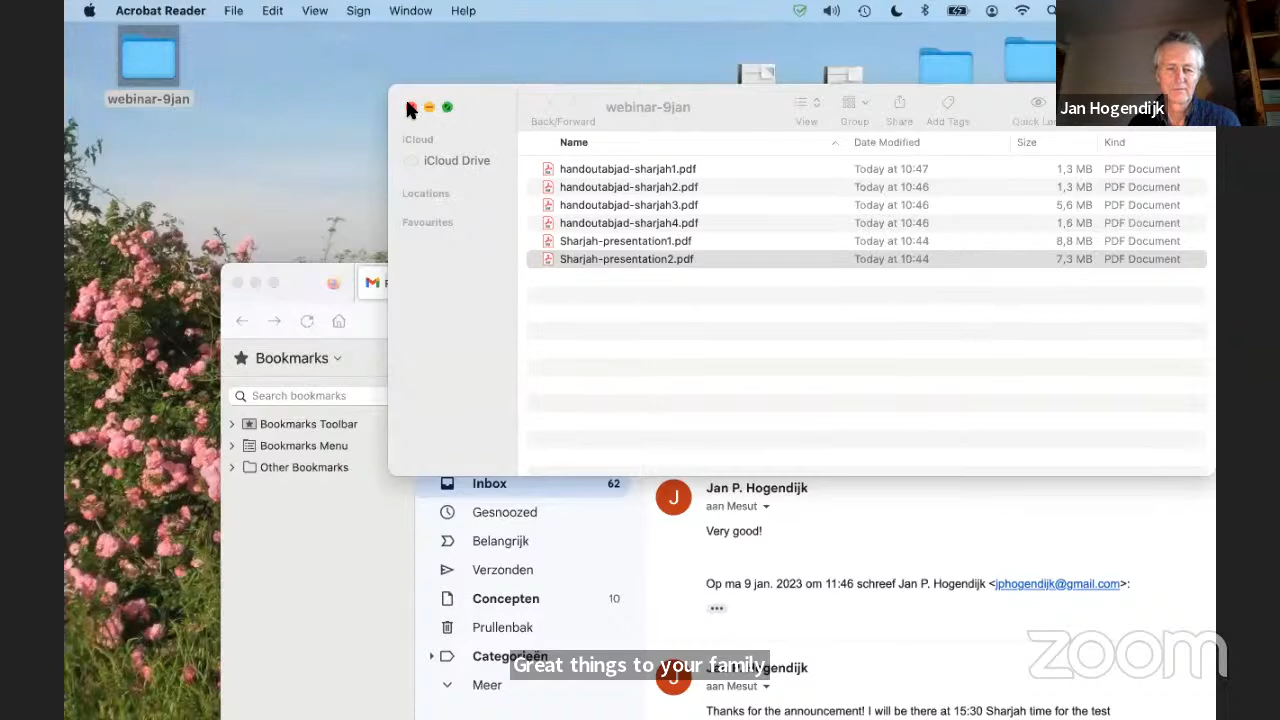 Acrobat Reader File Edit View Sign Window Help
webinar-9jan
webinar-9jan
Back/Forward View Group Share Add Tags
Jan Hogendijk
iCloud
iCloud Drive
Locations
Favourites
Name Date Modified Size Kind
handoutabjad-sharjah1.pdf Today at 10:47 1,3 MB PDF Document
handoutabjad-sharjah2.pdf Today at 10:46 1,3 MB PDF Document
handoutabjad-sharjah3.pdf Today at 10:46 5,6 MB PDF Document
handoutabjad-sharjah4.pdf Today at 10:46 1,6 MB PDF Document
Sharjah-presentation1.pdf Today at 10:44 8,8 MB PDF Document
Sharjah-presentation2.pdf Today at 10:44 7,3 MB PDF Document
Bookmarks
Search bookmarks
Bookmarks Toolbar
Bookmarks Menu
Other Bookmarks
Inbox 62
Gesnoozed
Belangrijk
Verzonden
Concepten 10
Prullenbak
Categorieën
Meer
J
Jan P. Hogendijk
aan Mesut
Very good!
Op ma 9 jan. 2023 om 11:46 schreef Jan P. Hogendijk <jphogendijk@gmail.com>:
aan Mesut
Thanks for the announcement! I will be there at 15:30 Sharjah time for the test
Great things to your family
zoom